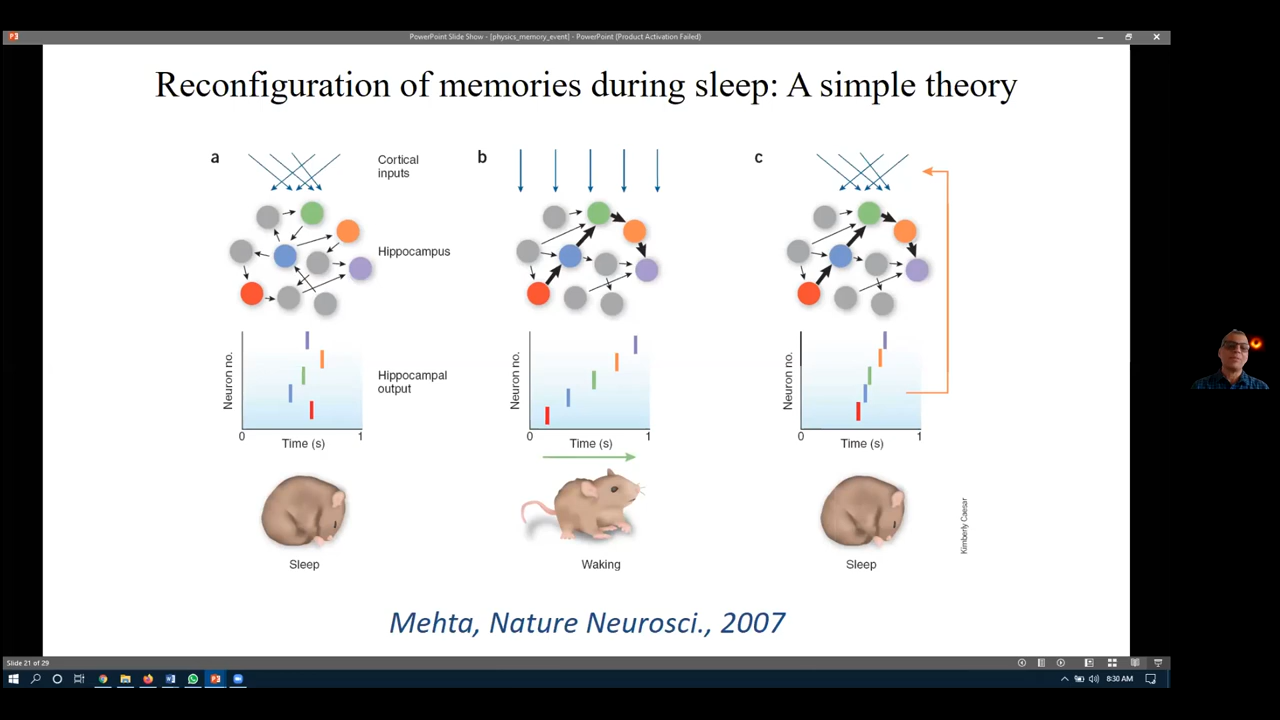 PowerPoint Slide Show - [physics_memory_event] - PowerPoint (Product Activation Failed)
Reconfiguration of memories during sleep: A simple theory
a
Cortical
inputs
b
c
Hippocampus
Neuron no.
Hippocampal
output
0
1
Time (s)
Sleep
Neuron no.
0
1
Time (s)
Waking
Neuron no.
0
1
Time (s)
Sleep
Kimberly Caesar
Mehta, Nature Neurosci., 2007
Slide 21 of 29
8:30 AM